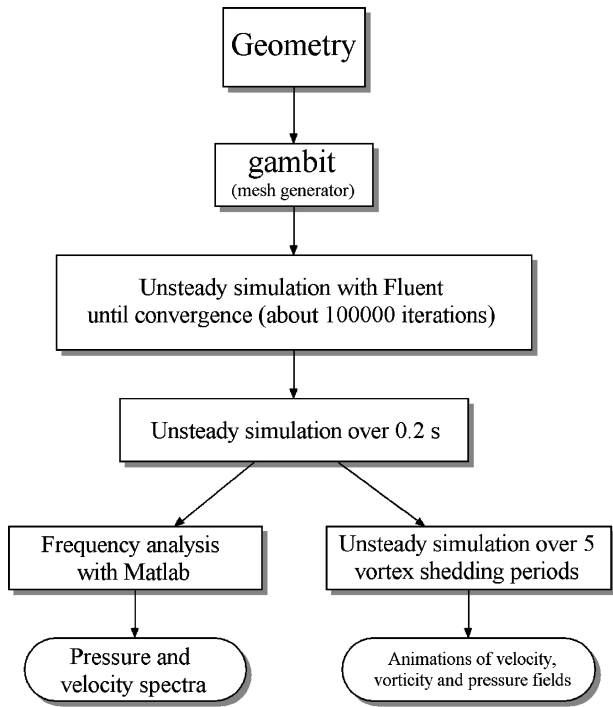 Geometry
gambit
(mesh generator)
Unsteady simulation with Fluent
until convergence (about 100000 iterations)
Unsteady simulation over 0.2 s
Frequency analysis
with Matlab
Unsteady simulation over 5
vortex shedding periods
Pressure and
velocity spectra
Animations of velocity,
vorticity and pressure fields